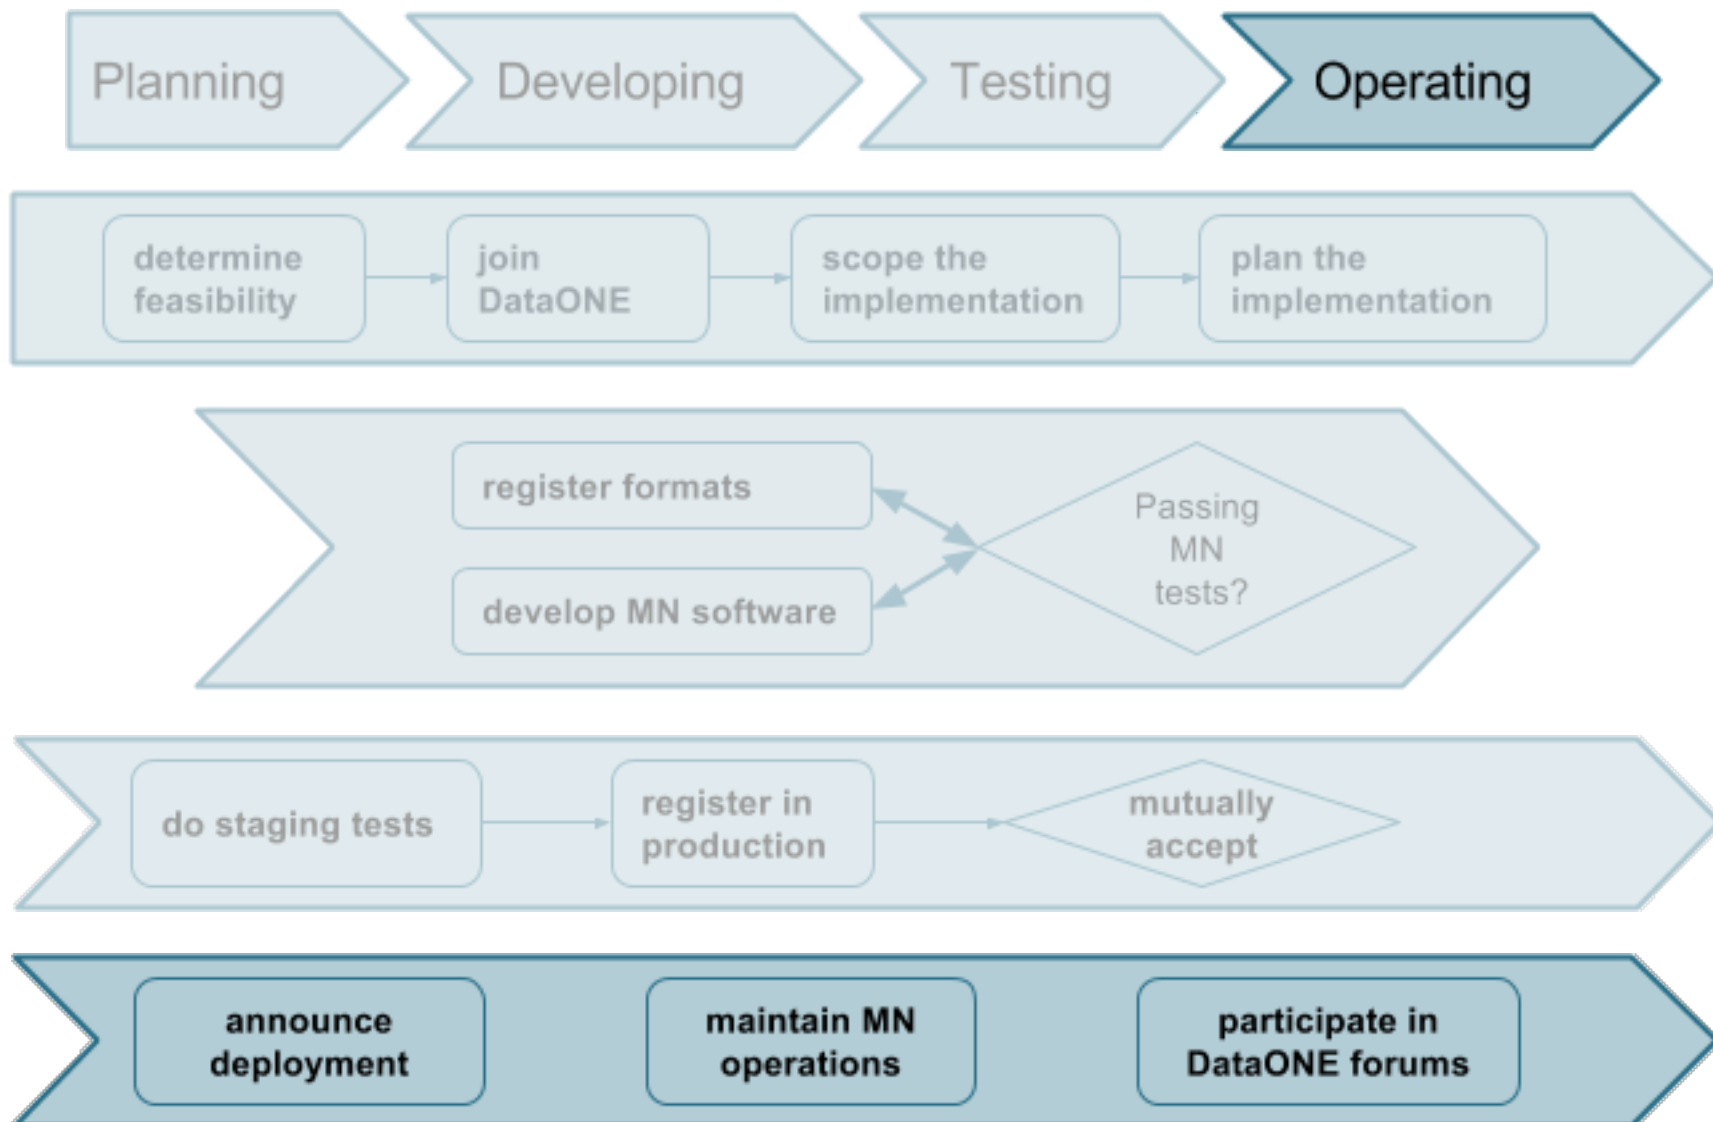 Planning
Developing
Testing
Operating
determine
feasibility
join
DataONE
scope the
implementation
plan the
implementation
register formats
develop MN software
Passing
MN
tests?
do staging tests
register in
production
mutually
accept
announce
deployment
maintain MN
operations
participate in
DataONE forums